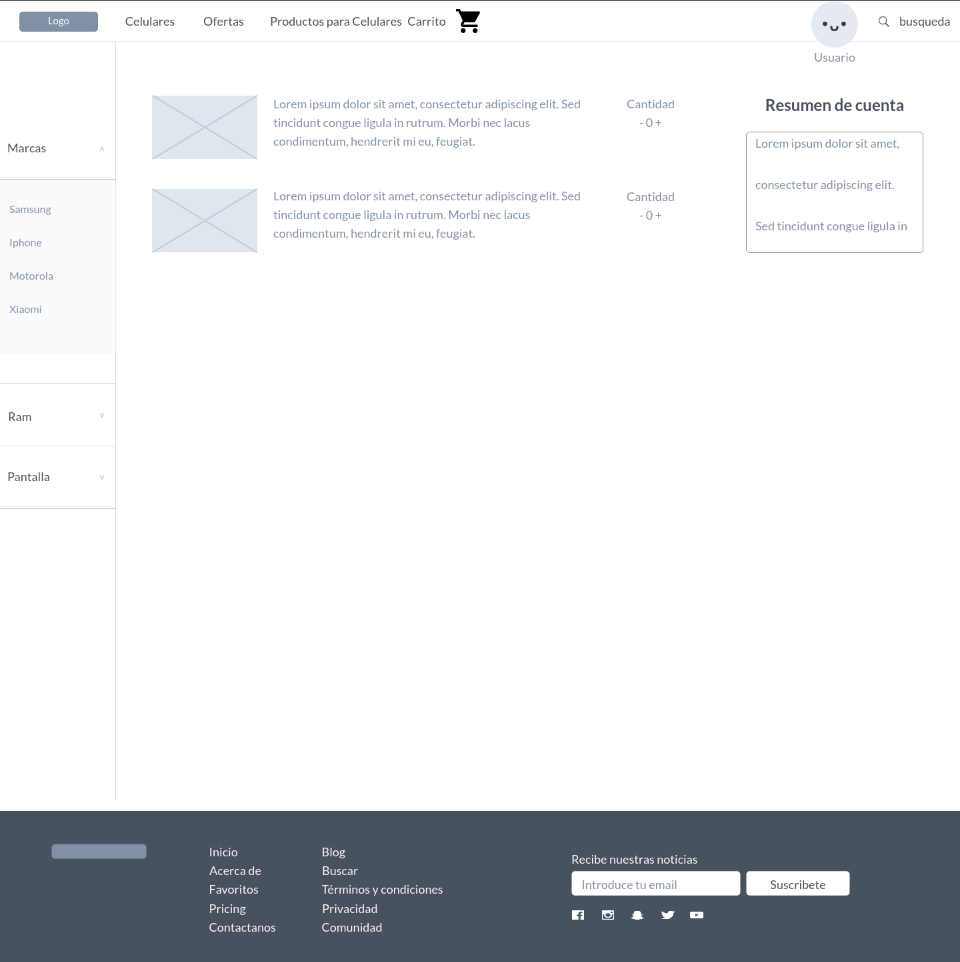 Logo
Celulares
Ofertas
Productos para Celulares
Carrito
busqueda
Usuario
Marcas
^
Samsung
Iphone
Motorola
Xiaomi
Ram
v
Pantalla
v
Lorem ipsum dolor sit amet, consectetur adipiscing elit. Sed
tincidunt congue ligula in rutrum. Morbi nec lacus
condimentum, hendrerit mi eu, feugiat.
Cantidad
- 0 +
Lorem ipsum dolor sit amet, consectetur adipiscing elit. Sed
tincidunt congue ligula in rutrum. Morbi nec lacus
condimentum, hendrerit mi eu, feugiat.
Cantidad
- 0 +
Resumen de cuenta
Lorem ipsum dolor sit amet,
consectetur adipiscing elit.
Sed tincidunt congue ligula in
Inicio
Acerca de
Favoritos
Pricing
Contactanos
Blog
Buscar
Términos y condiciones
Privacidad
Comunidad
Recibe nuestras noticias
Introduce tu email
Suscribete